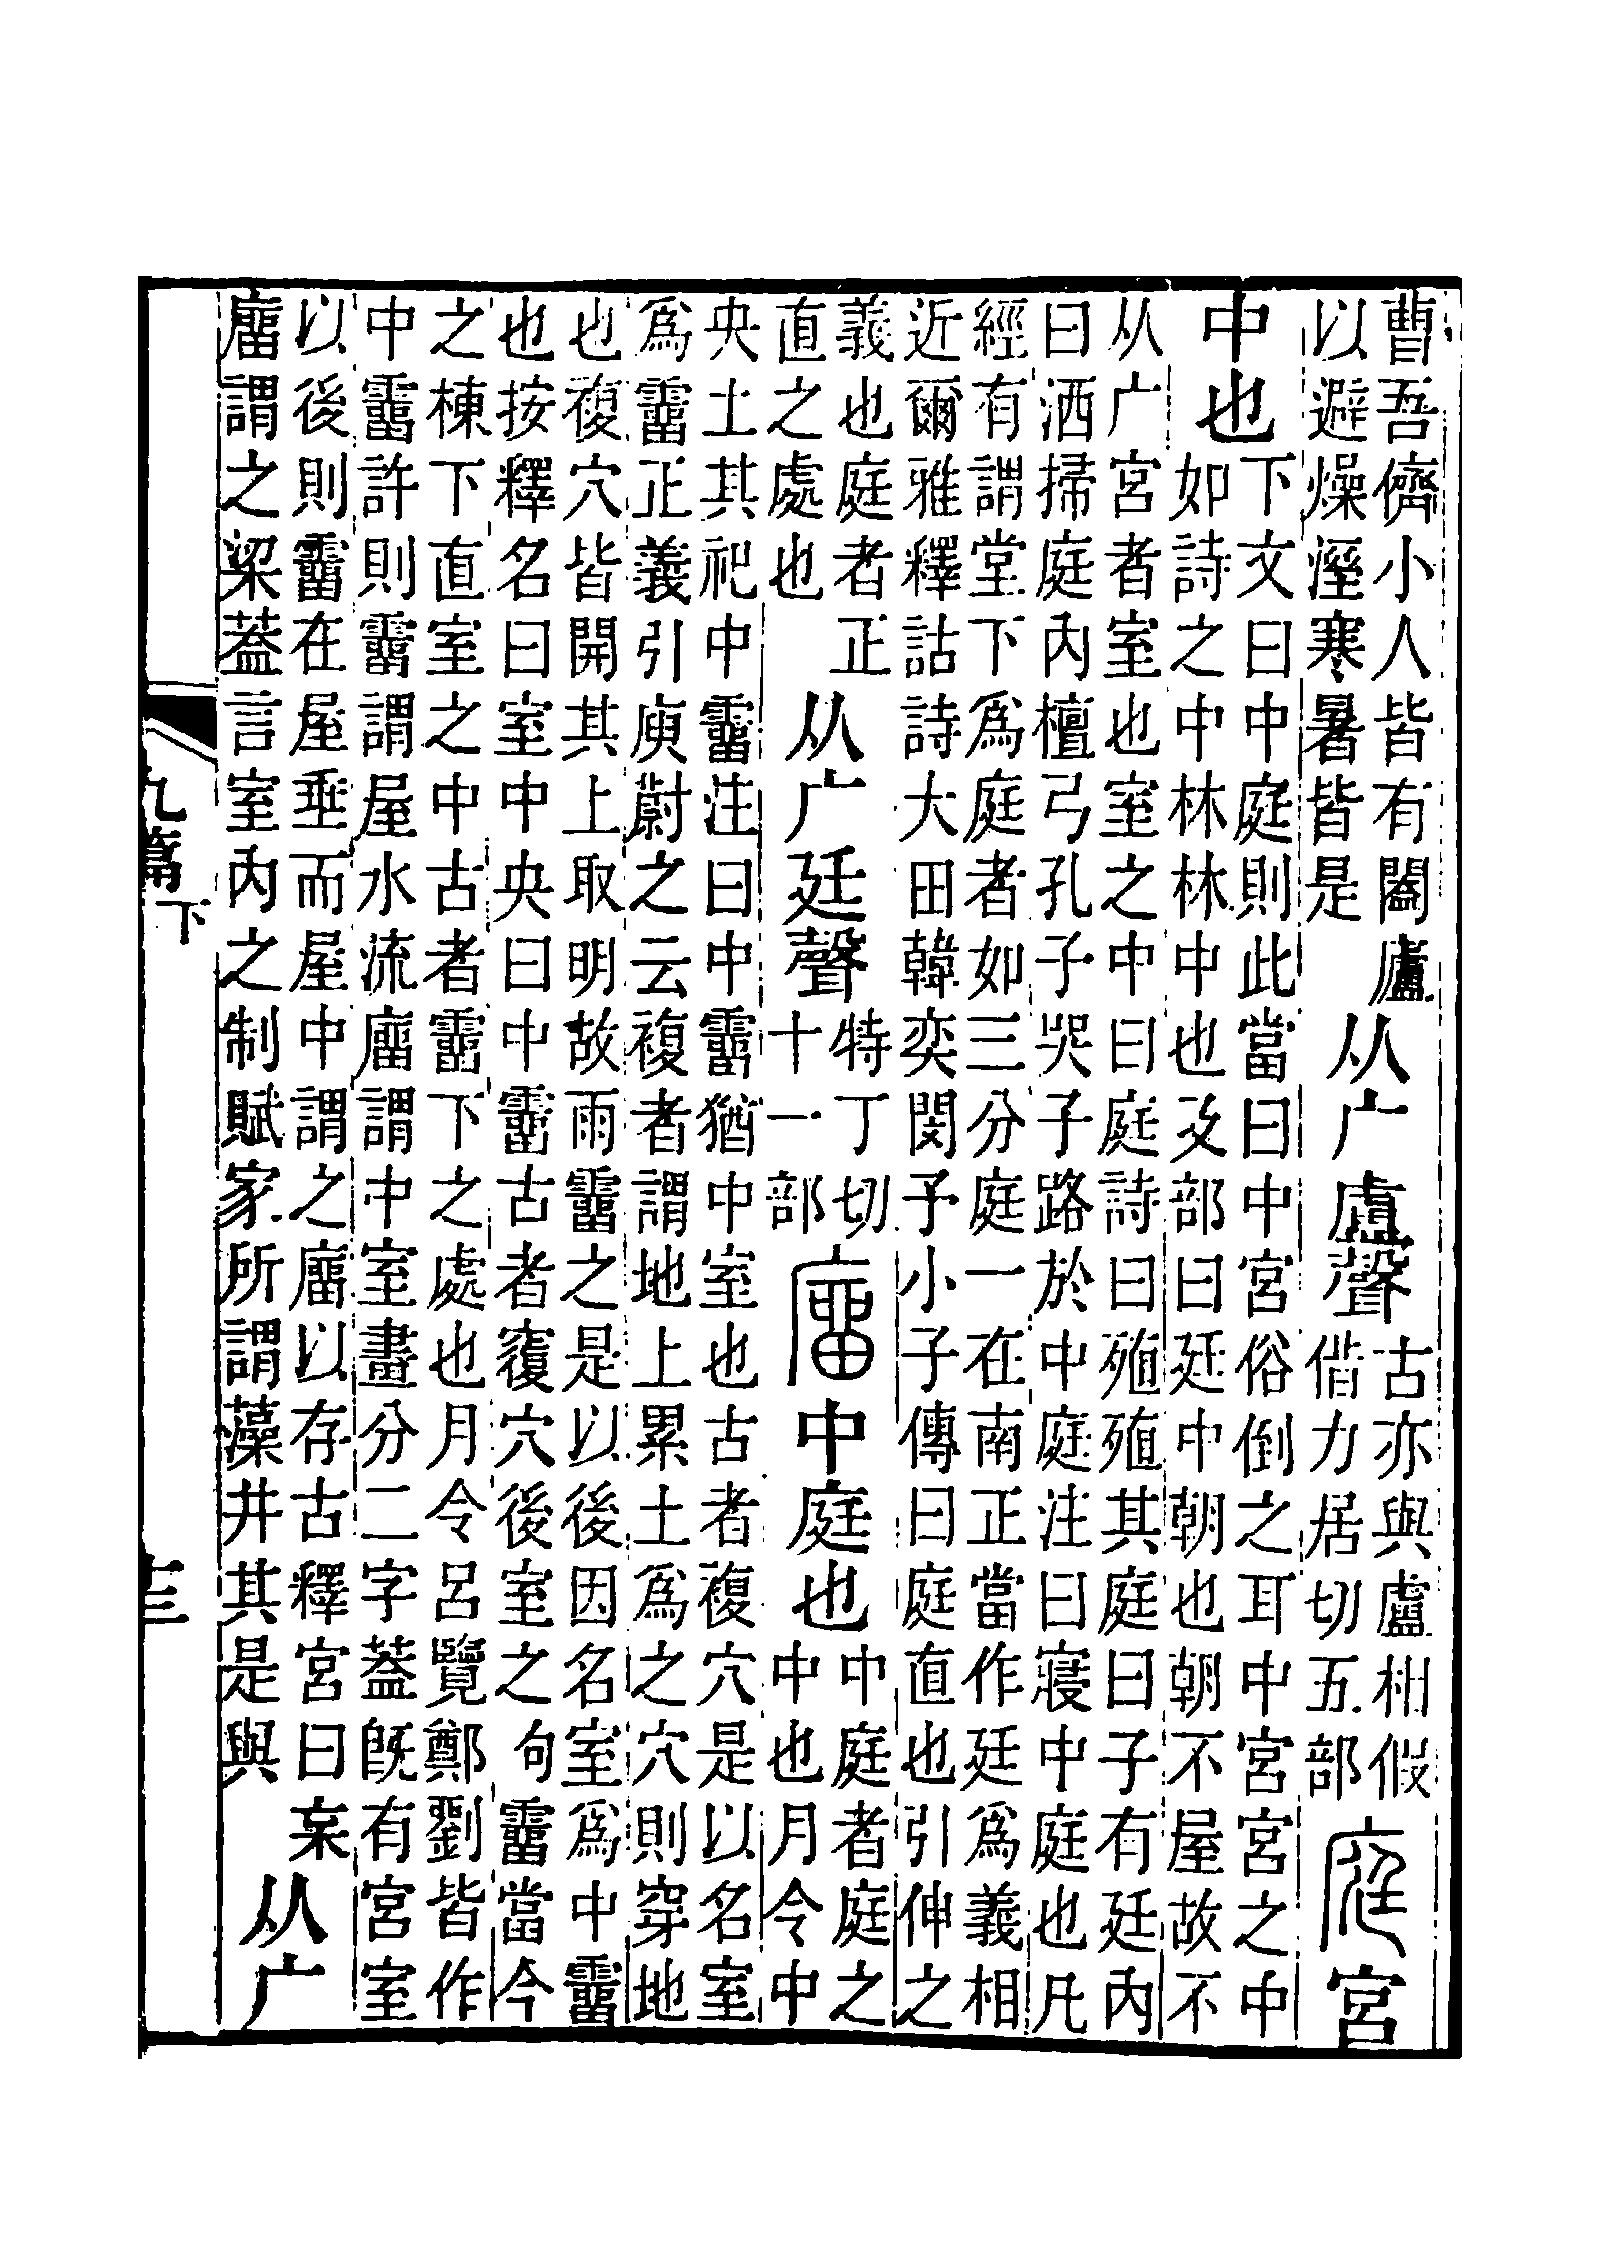 曹吾儕小人皆有闔廬
以避燥溼寒暑皆是
从广盧聲
古亦與盧州假
偕力居切五部
庭宮
中也
下文曰中庭則此當曰中宮俗倒之耳中宮宮之中
如詩之中林林中也廴部曰廷中朝也朝不屋故不
从广宮者室也室之中曰庭詩曰殖殖其庭曰子有廷內
曰洒掃庭內檀弓孔子哭子路於中庭注曰寢中庭也凡
經有謂堂下爲庭者如三分庭一在南正當作廷爲義相
近爾雅釋詁詩大田韓奕閔予小子傳曰庭直也引伸之
義也庭者正
直之處也
从广廷聲
特丁切
十一部
廇中庭也
中庭者庭之
中也月令中
央土其祀中霤注曰中霤猶中室也古者複穴是以名室
爲霤正義引庾蔚之云複者謂地上累土爲之穴則穿地
也複穴皆開其上取明故雨霤之是以後因名室爲中霤
也按釋名曰室中央曰中霤古者覆穴後室之句霤當今
之棟下直室之中古者霤下之處也月令呂覽鄭劉皆作
中霤許則霤謂屋水流廇謂中室畫分二字蓋旣有宮室
以後則霤在屋垂而屋中謂之廇以存古釋宮曰杗
廇謂之梁蓋言室內之制賦家所謂藻井其是與
从广
九篇下
十三